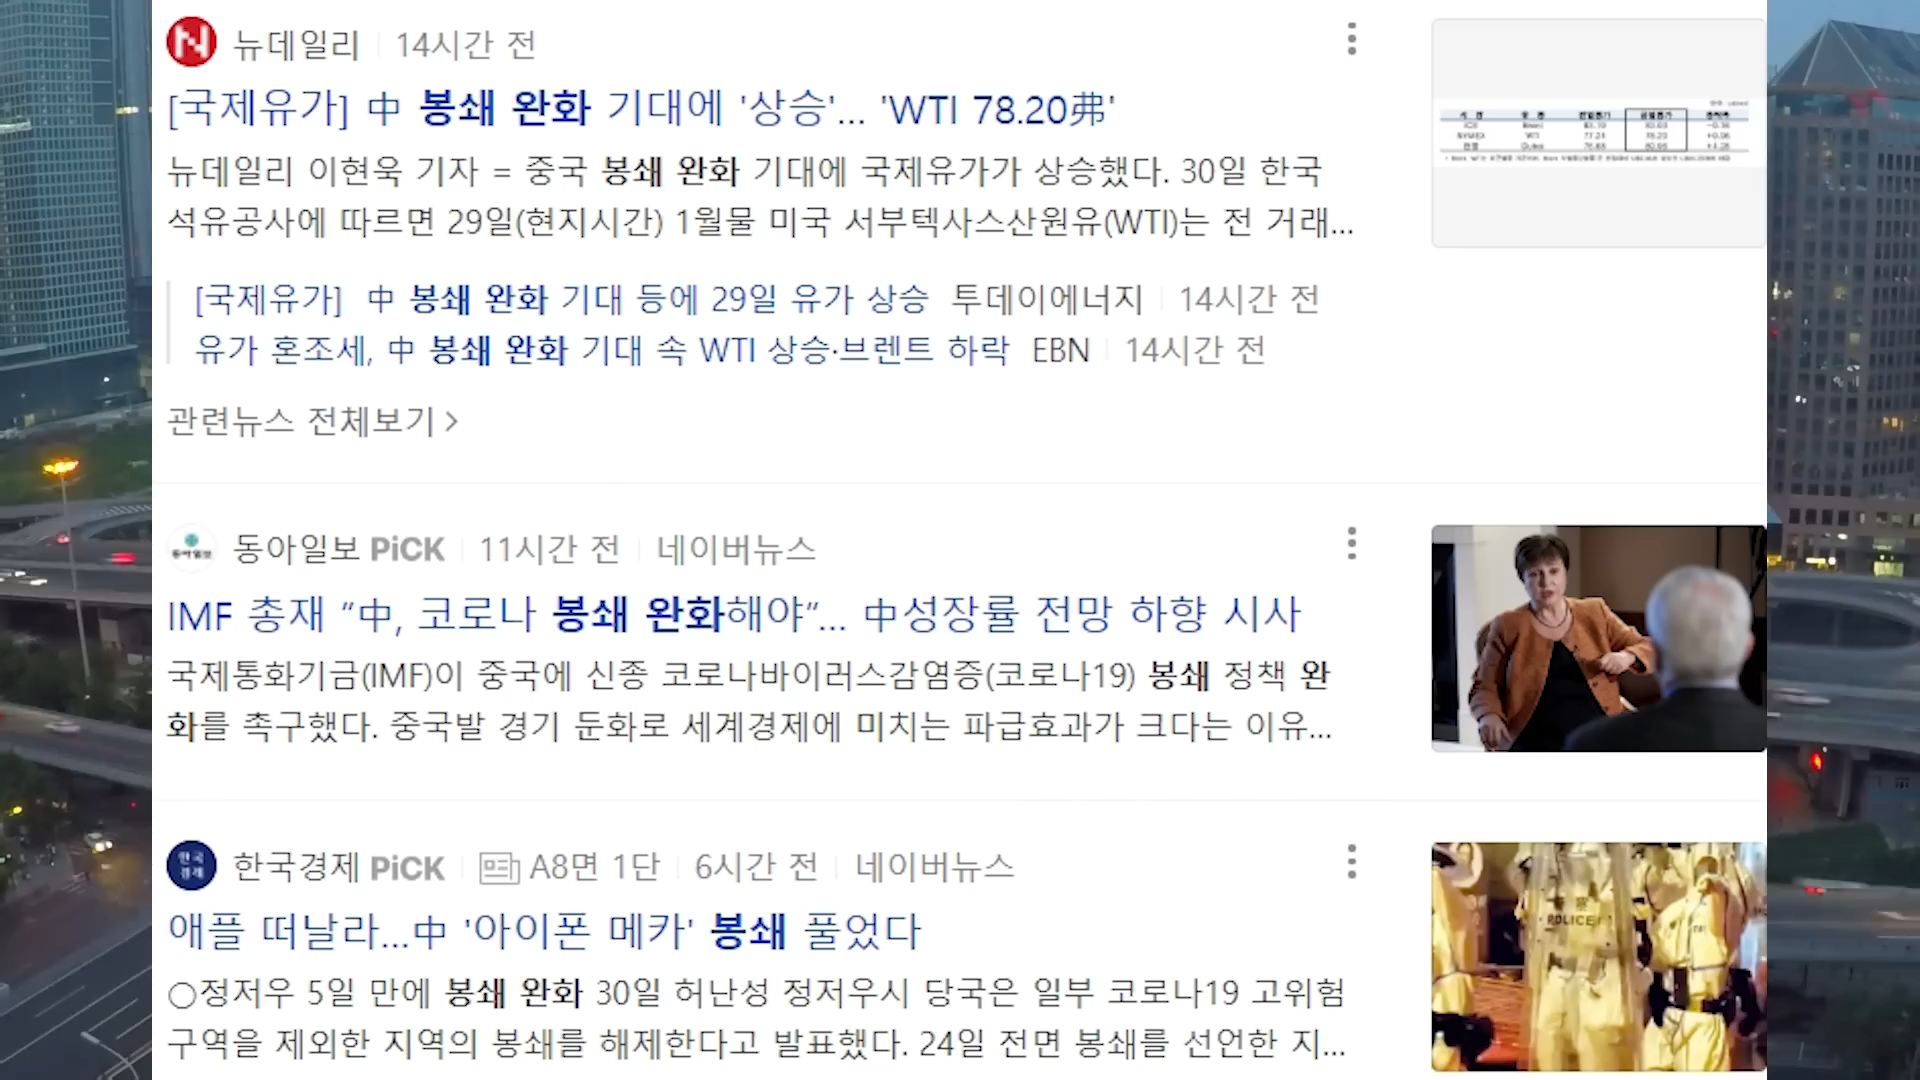 뉴데일리 14시간 전
[국제유가] 中 봉쇄 완화 기대에 '상승'... 'WTI 78.20弗'
뉴데일리 이현욱 기자 = 중국 봉쇄 완화 기대에 국제유가가 상승했다. 30일 한국
석유공사에 따르면 29일(현지시간) 1월물 미국 서부텍사스산원유(WTI)는 전 거래...
[국제유가] 中 봉쇄 완화 기대 등에 29일 유가 상승 투데이에너지 14시간 전
유가 혼조세, 中 봉쇄 완화 기대 속 WTI 상승·브렌트 하락 EBN 14시간 전
관련뉴스 전체보기 >
동아일보
동아일보 PiCK 11시간 전 네이버뉴스
IMF 총재 “中, 코로나 봉쇄 완화해야”... 中성장률 전망 하향 시사
국제통화기금(IMF)이 중국에 신종 코로나바이러스감염증(코로나19) 봉쇄 정책 완
화를 촉구했다. 중국발 경기 둔화로 세계경제에 미치는 파급효과가 크다는 이유...
한국
경제
한국경제 PiCK A8면 1단 6시간 전 네이버뉴스
애플 떠날라...中 '아이폰 메카' 봉쇄 풀었다
○정저우 5일 만에 봉쇄 완화 30일 허난성 정저우시 당국은 일부 코로나19 고위험
구역을 제외한 지역의 봉쇄를 해제한다고 발표했다. 24일 전면 봉쇄를 선언한 지...
POLICE